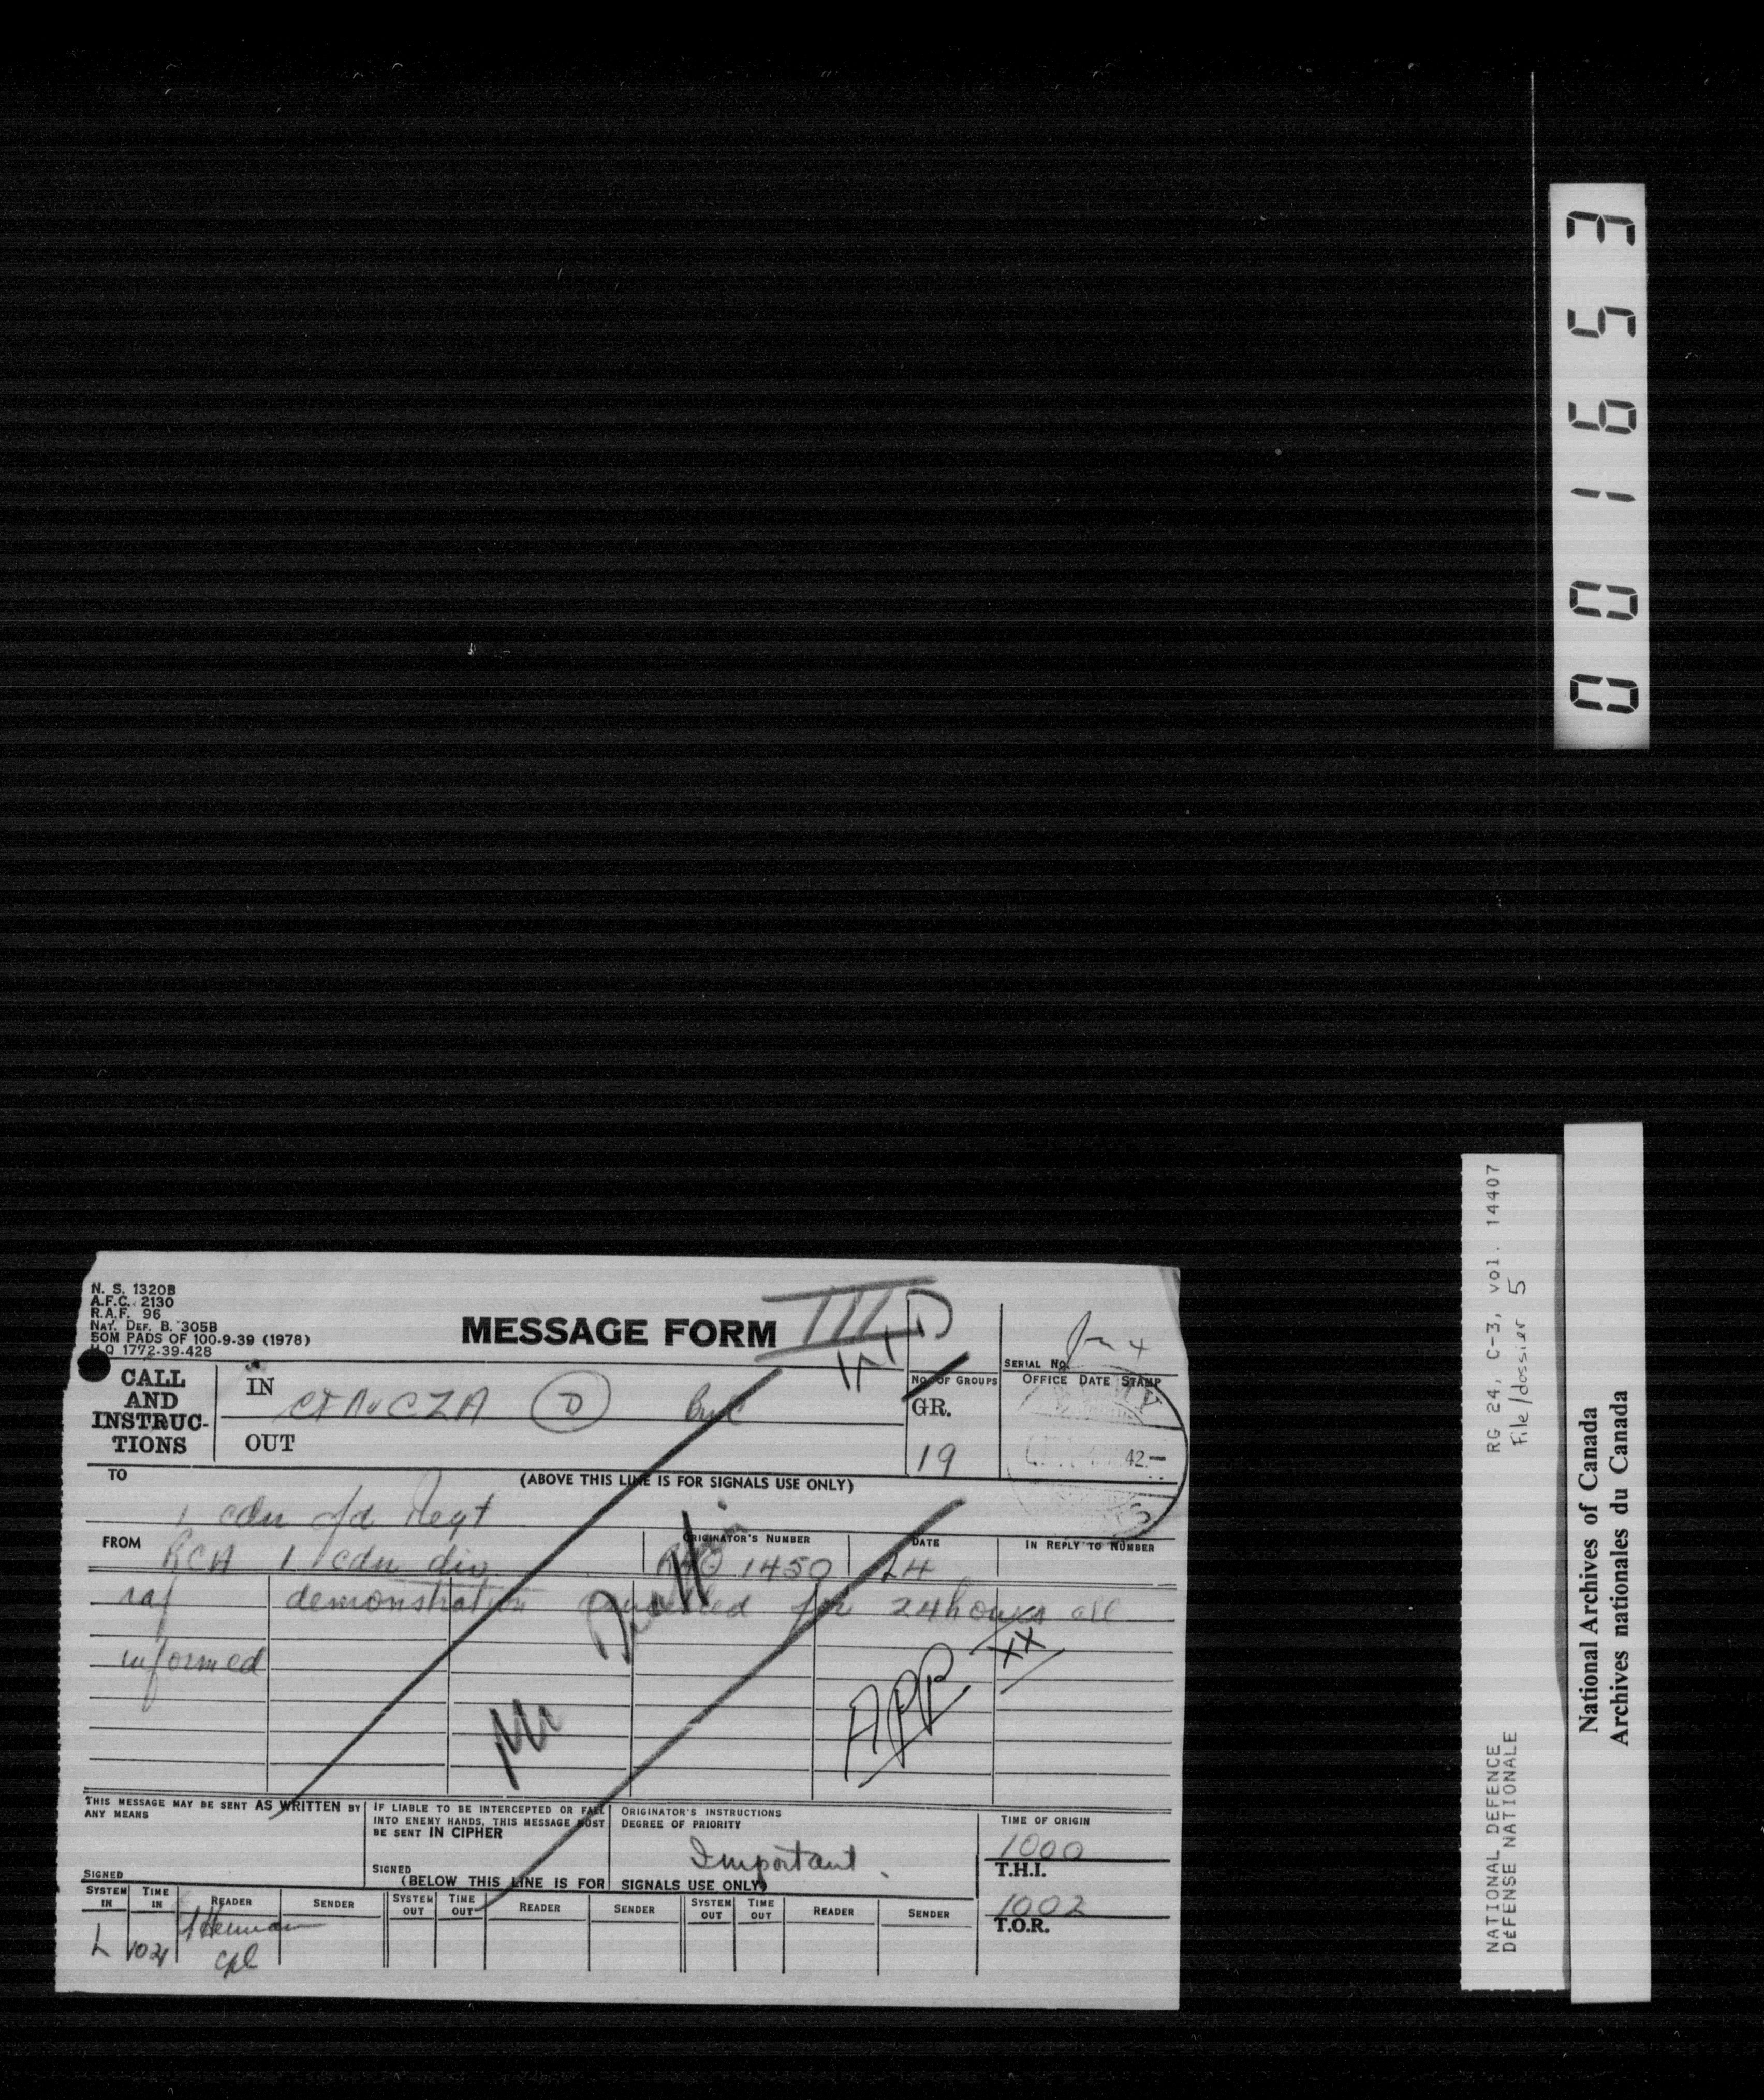 N. S. 1320B
A.F.C. 2130
R.A.F. 96
NAT. DEF. B. 305B
50M PADS OF 100-9-39 (1978)
H.Q 1772-39-428
MESSAGE FORM
III D
SERIAL No.
CALL AND INSTRUCTIONS
IN
CZA D
OUT
No. OF GROUPS
GR.
19
OFFICE DATE STAMP
42
TO
(ABOVE THIS LINE IS FOR SIGNALS USE ONLY)
1 cdn fd Regt
FROM
RCA 1 cdn div
ORIGINATOR'S NUMBER
1450
DATE
24
IN REPLY TO NUMBER
raf demonstration cancelled for 24 hours all
informed
XX
THIS MESSAGE MAY BE SENT AS WRITTEN BY ANY MEANS
SIGNED
IF LIABLE TO BE INTERCEPTED OR FALL INTO ENEMY HANDS, THIS MESSAGE MUST BE SENT IN CIPHER
SIGNED
ORIGINATOR'S INSTRUCTIONS
DEGREE OF PRIORITY
Important
TIME OF ORIGIN
1000
T.H.I.
1002
T.O.R.
(BELOW THIS LINE IS FOR SIGNALS USE ONLY)
SYSTEM IN TIME IN READER SENDER SYSTEM OUT TIME OUT READER SENDER SYSTEM OUT TIME OUT READER SENDER
Cpl
001653
RG 24, C-3, vol. 14407
File/dossier 5
NATIONAL DEFENCE
DÉFENSE NATIONALE
National Archives of Canada
Archives nationales du Canada